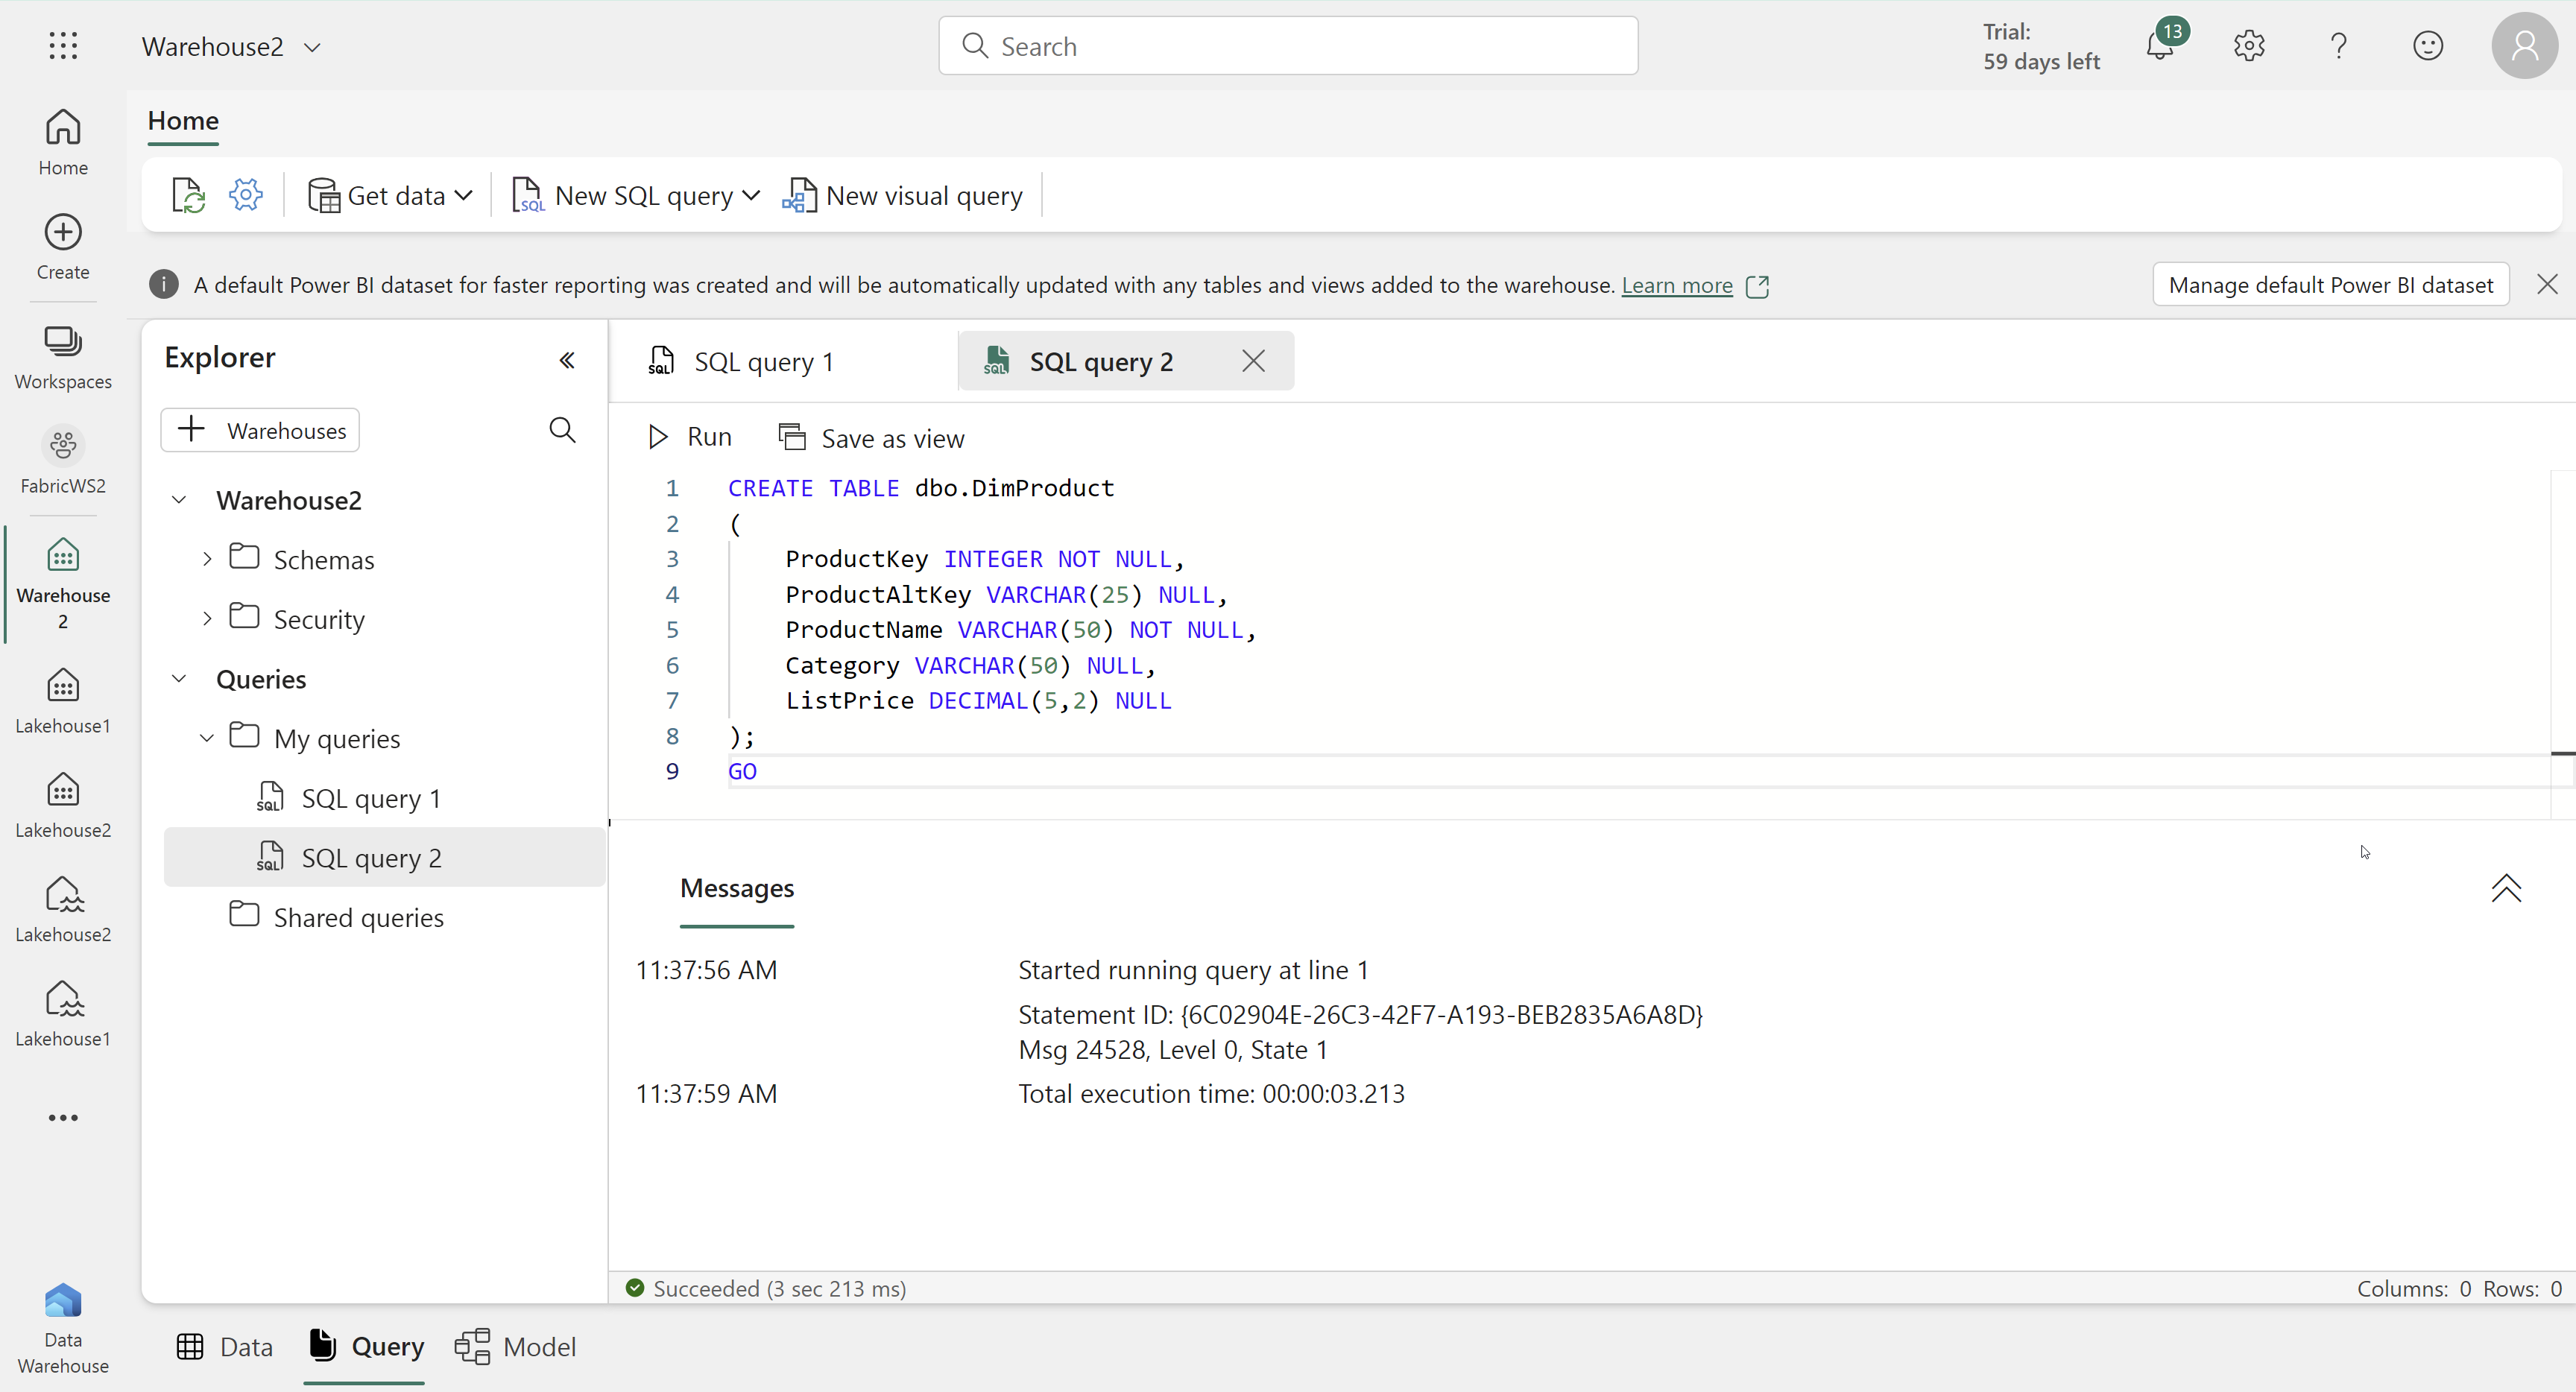 Warehouse2
Search
Trial:
59 days left
13
Home
Create
Workspaces
FabricWS2
Warehouse
2
Lakehouse1
Lakehouse2
Lakehouse2
Lakehouse1
Data
Warehouse
Home
Get data
SQL New SQL query
New visual query
A default Power BI dataset for faster reporting was created and will be automatically updated with any tables and views added to the warehouse. Learn more
Manage default Power BI dataset
Explorer
Warehouses
Warehouse2
Schemas
Security
Queries
My queries
SQL SQL query 1
SQL SQL query 2
Shared queries
SQL SQL query 1
SQL SQL query 2
Run
Save as view
1 CREATE TABLE dbo.DimProduct
2 (
3 ProductKey INTEGER NOT NULL,
4 ProductAltKey VARCHAR(25) NULL,
5 ProductName VARCHAR(50) NOT NULL,
6 Category VARCHAR(50) NULL,
7 ListPrice DECIMAL(5,2) NULL
8 );
9 GO
Messages
11:37:56 AM Started running query at line 1
Statement ID: {6C02904E-26C3-42F7-A193-BEB2835A6A8D}
Msg 24528, Level 0, State 1
11:37:59 AM Total execution time: 00:00:03.213
Succeeded (3 sec 213 ms)
Columns: 0 Rows: 0
Data
Query
Model